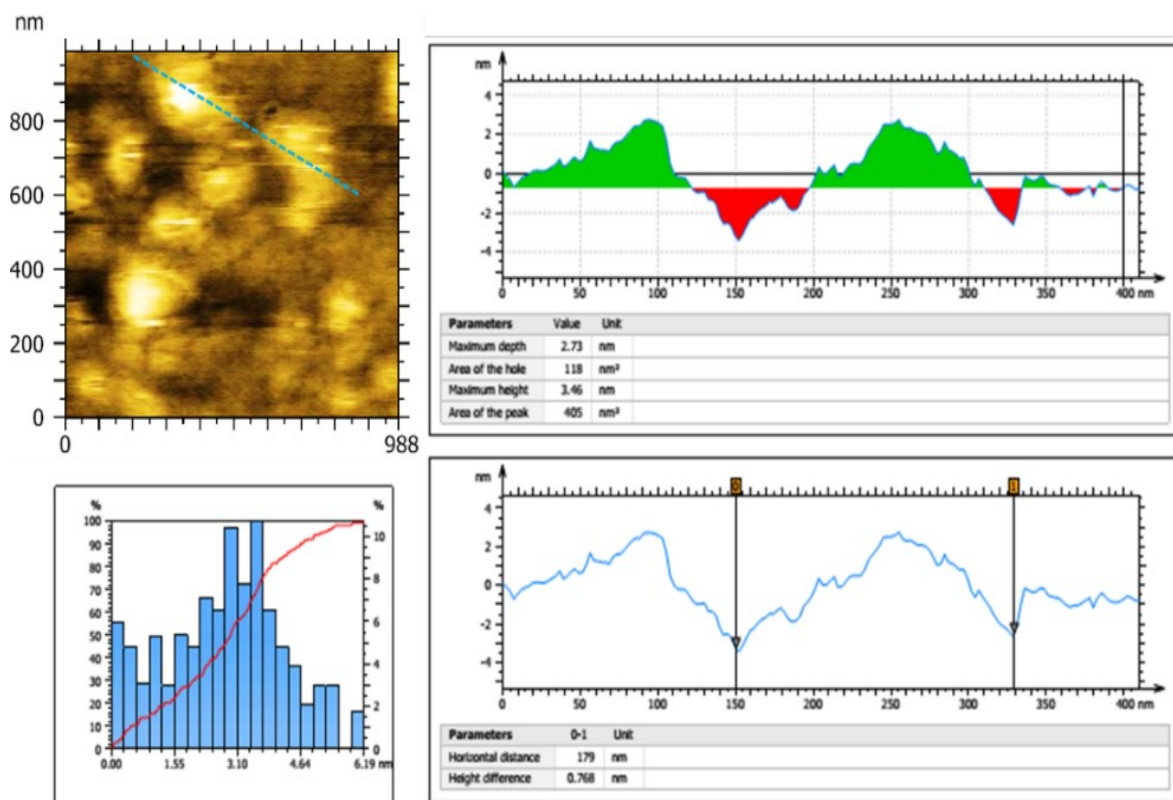 nm
800
600
400
200
0
0 988
nm
4
2
0
-2
-4
0 50 100 150 200 250 300 350 400 nm
Parameters Value Unit
Maximum depth 2.73 nm
Area of the hole 118 nm²
Maximum height 3.46 nm
Area of the peak 405 nm²
% %
100
90
80
70
60
50
40
30
20
10
0
10
8
6
4
2
0
0.00 1.55 3.10 4.64 6.19 nm
nm
0 1
4
2
0
-2
-4
0 50 100 150 200 250 300 350 400 nm
Parameters 0-1 Unit
Horizontal distance 179 nm
Height difference 0.768 nm